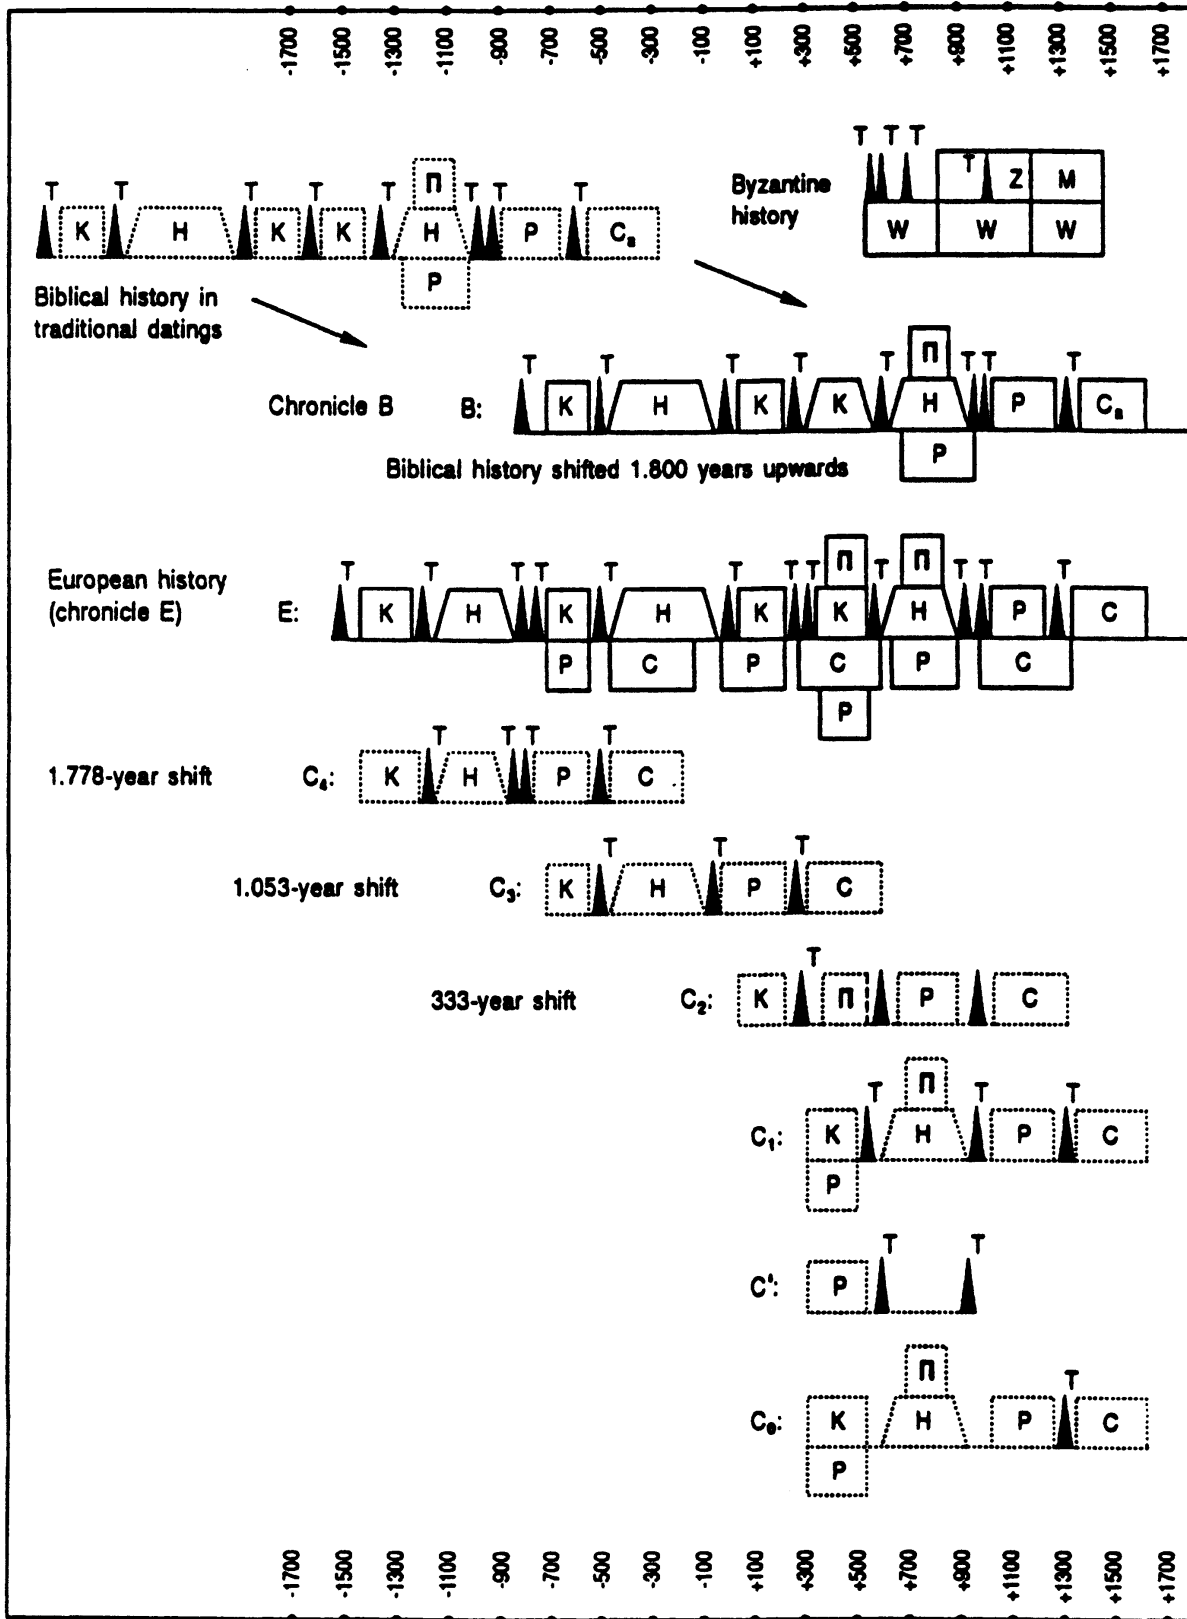 -1700 -1500 -1300 -1100 -900 -700 -500 -300 -100 +100 +300 +500 +700 +900 +1100 +1300 +1500 +1700
T T T
T Z M
W W W
Byzantine
history
Π
T T T T T T T
K H K K H P Cₐ
P
Biblical history in
traditional datings
Π
T T T T T T T T
Chronicle B B: K H K K H P Cₐ
P
Biblical history shifted 1.800 years upwards
Π Π
T T T T T T T T T T T T T
European history
(chronicle E) E: K H K H K K H P C
P C P C P C
P
T T T T
1.778-year shift C₄: K H P C
T T T
1.053-year shift C₃: K H P C
T
333-year shift C₂: K Π P C
Π
T T T
C₁: K H P C
P
T T
C': P
Π
T
C₀: K H P C
P
-1700 -1500 -1300 -1100 -900 -700 -500 -300 -100 +100 +300 +500 +700 +900 +1100 +1300 +1500 +1700